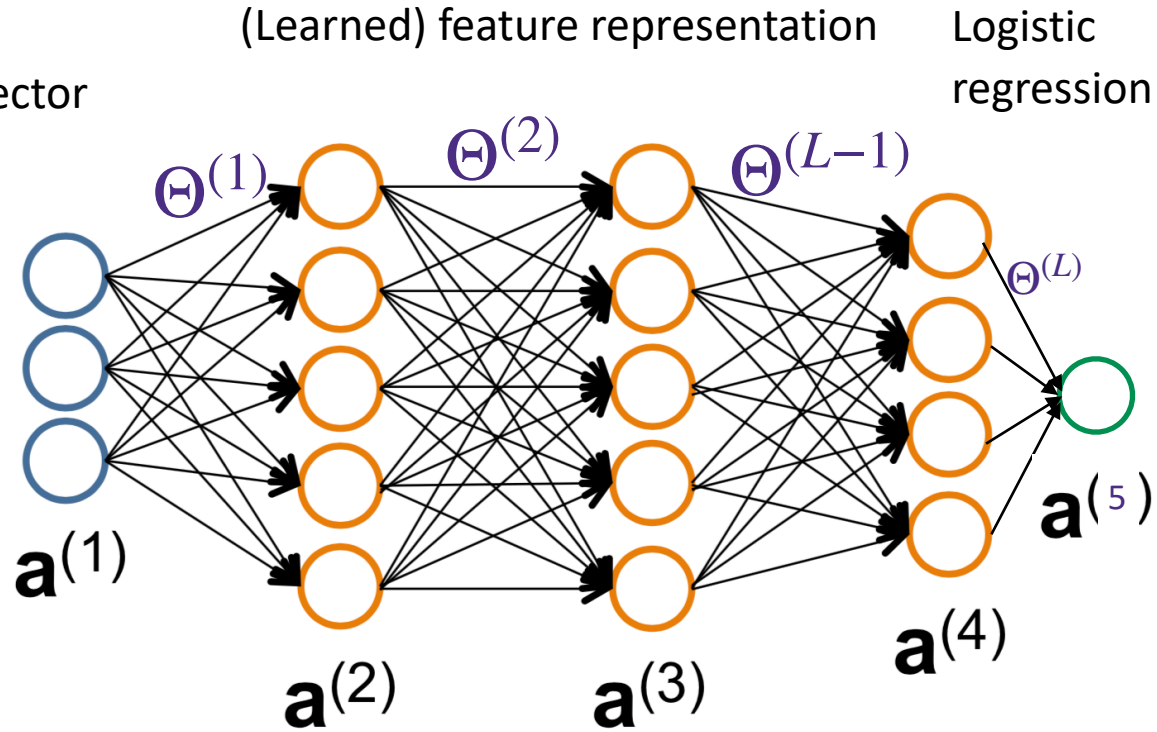 (Learned) feature representation
Logistic
regression
ector
Θ(1)
Θ(2)
Θ(L−1)
Θ(L)
a(1)
a(2)
a(3)
a(4)
a(5)